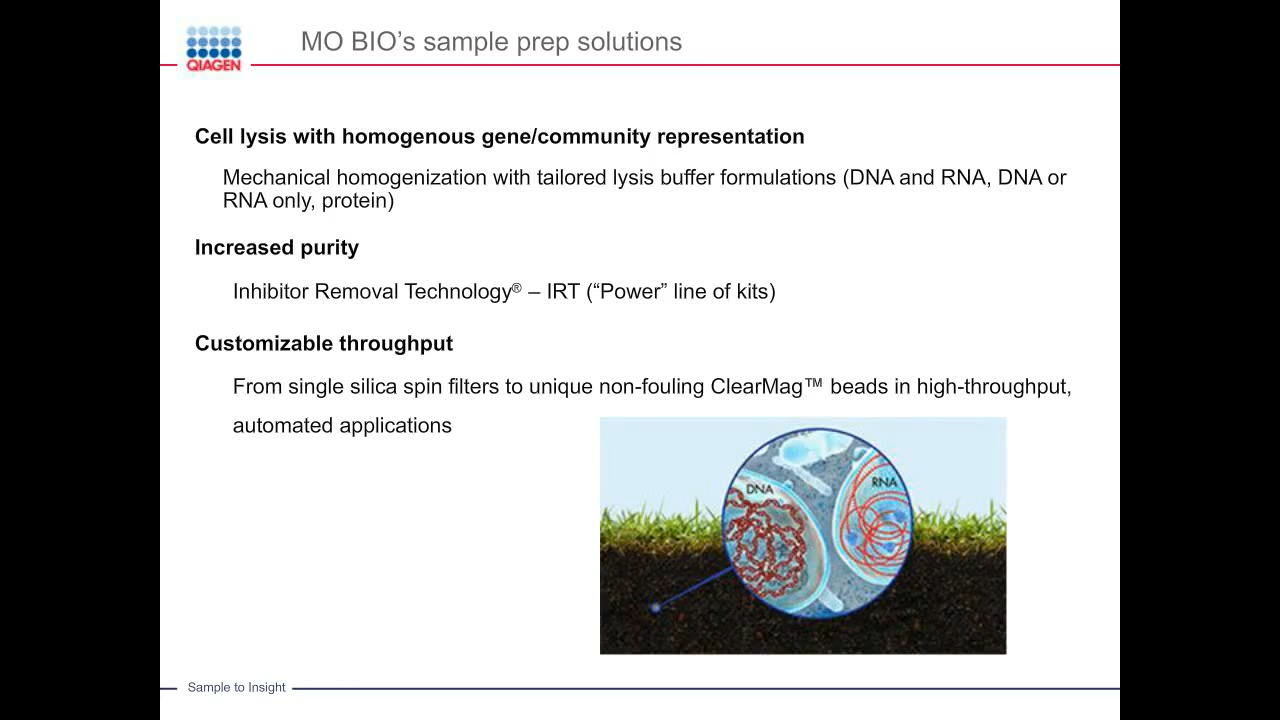 QIAGEN
MO BIO’s sample prep solutions
Cell lysis with homogenous gene/community representation
Mechanical homogenization with tailored lysis buffer formulations (DNA and RNA, DNA or
RNA only, protein)
Increased purity
Inhibitor Removal Technology® – IRT (“Power” line of kits)
Customizable throughput
From single silica spin filters to unique non-fouling ClearMag™ beads in high-throughput,
automated applications
DNA
RNA
Sample to Insight